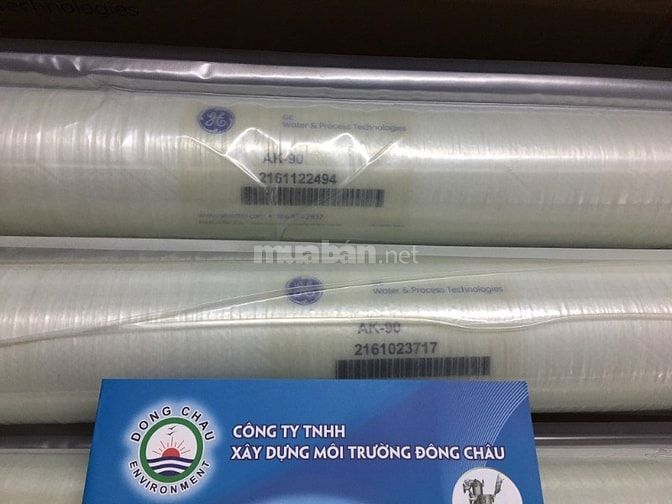 Technologies
GE
Water & Process Technologies
AK-90
2161122494
muabán.net
Water & Process Technologies
AK-90
2161023717
DONG CHAU
ENVIRONMENT
CÔNG TY TNHH
XÂY DỰNG MÔI TRƯỜNG ĐÔNG CHÂU